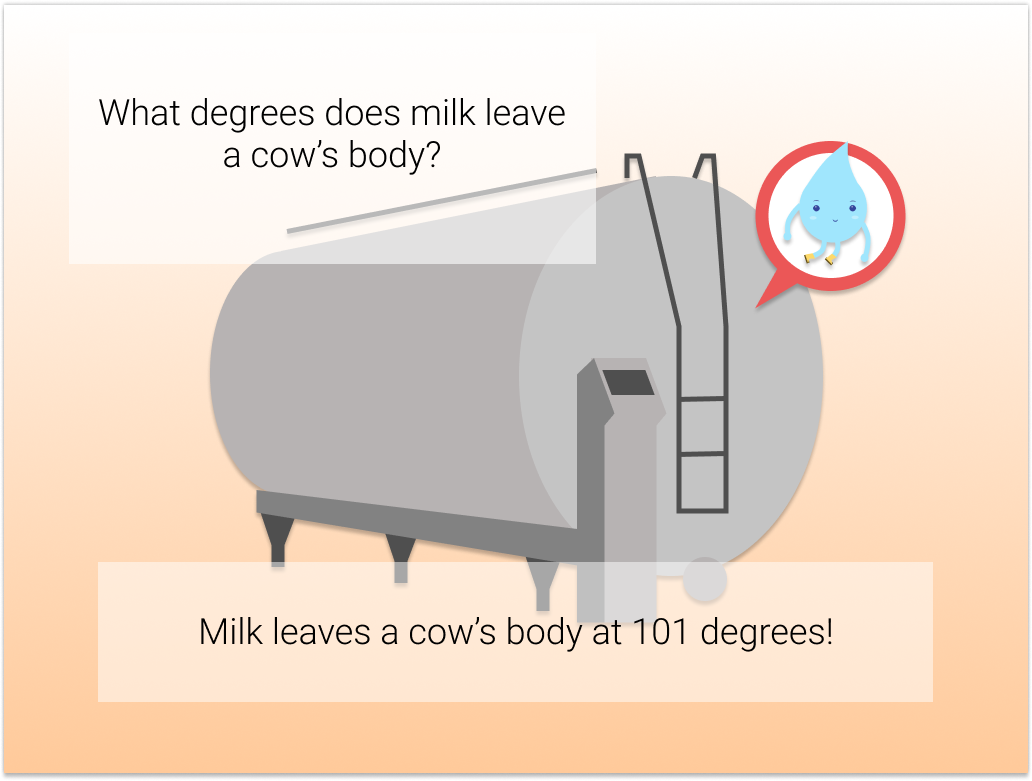 What degrees does milk leave
a cow’s body?
Milk leaves a cow’s body at 101 degrees!